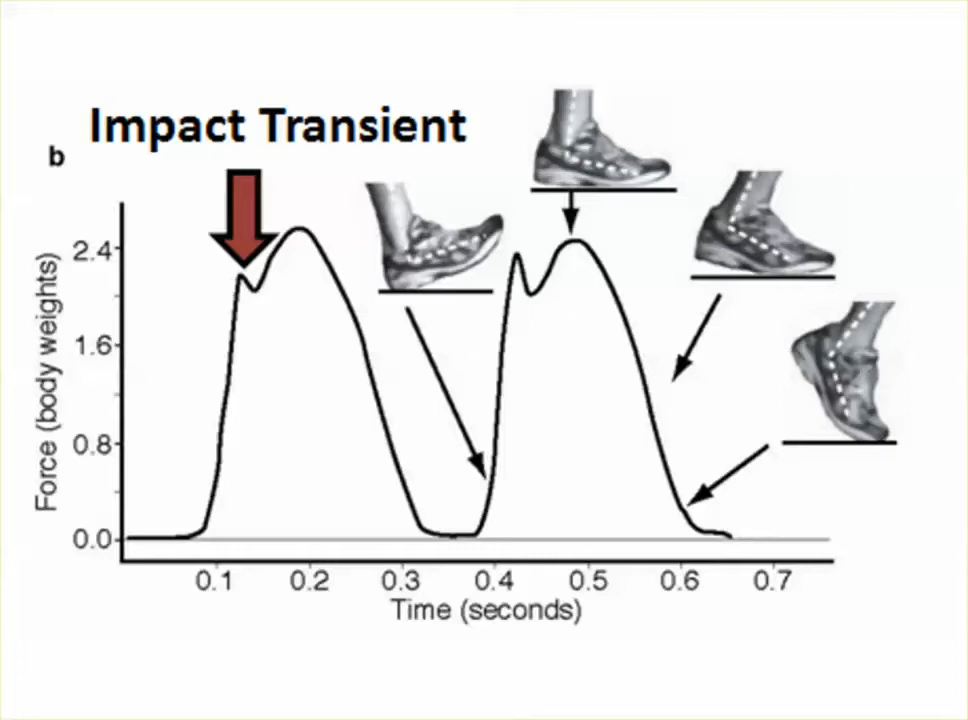 Impact Transient
b
Force (body weights)
2.4
1.6
0.8
0.0
0.1 0.2 0.3 0.4 0.5 0.6 0.7
Time (seconds)